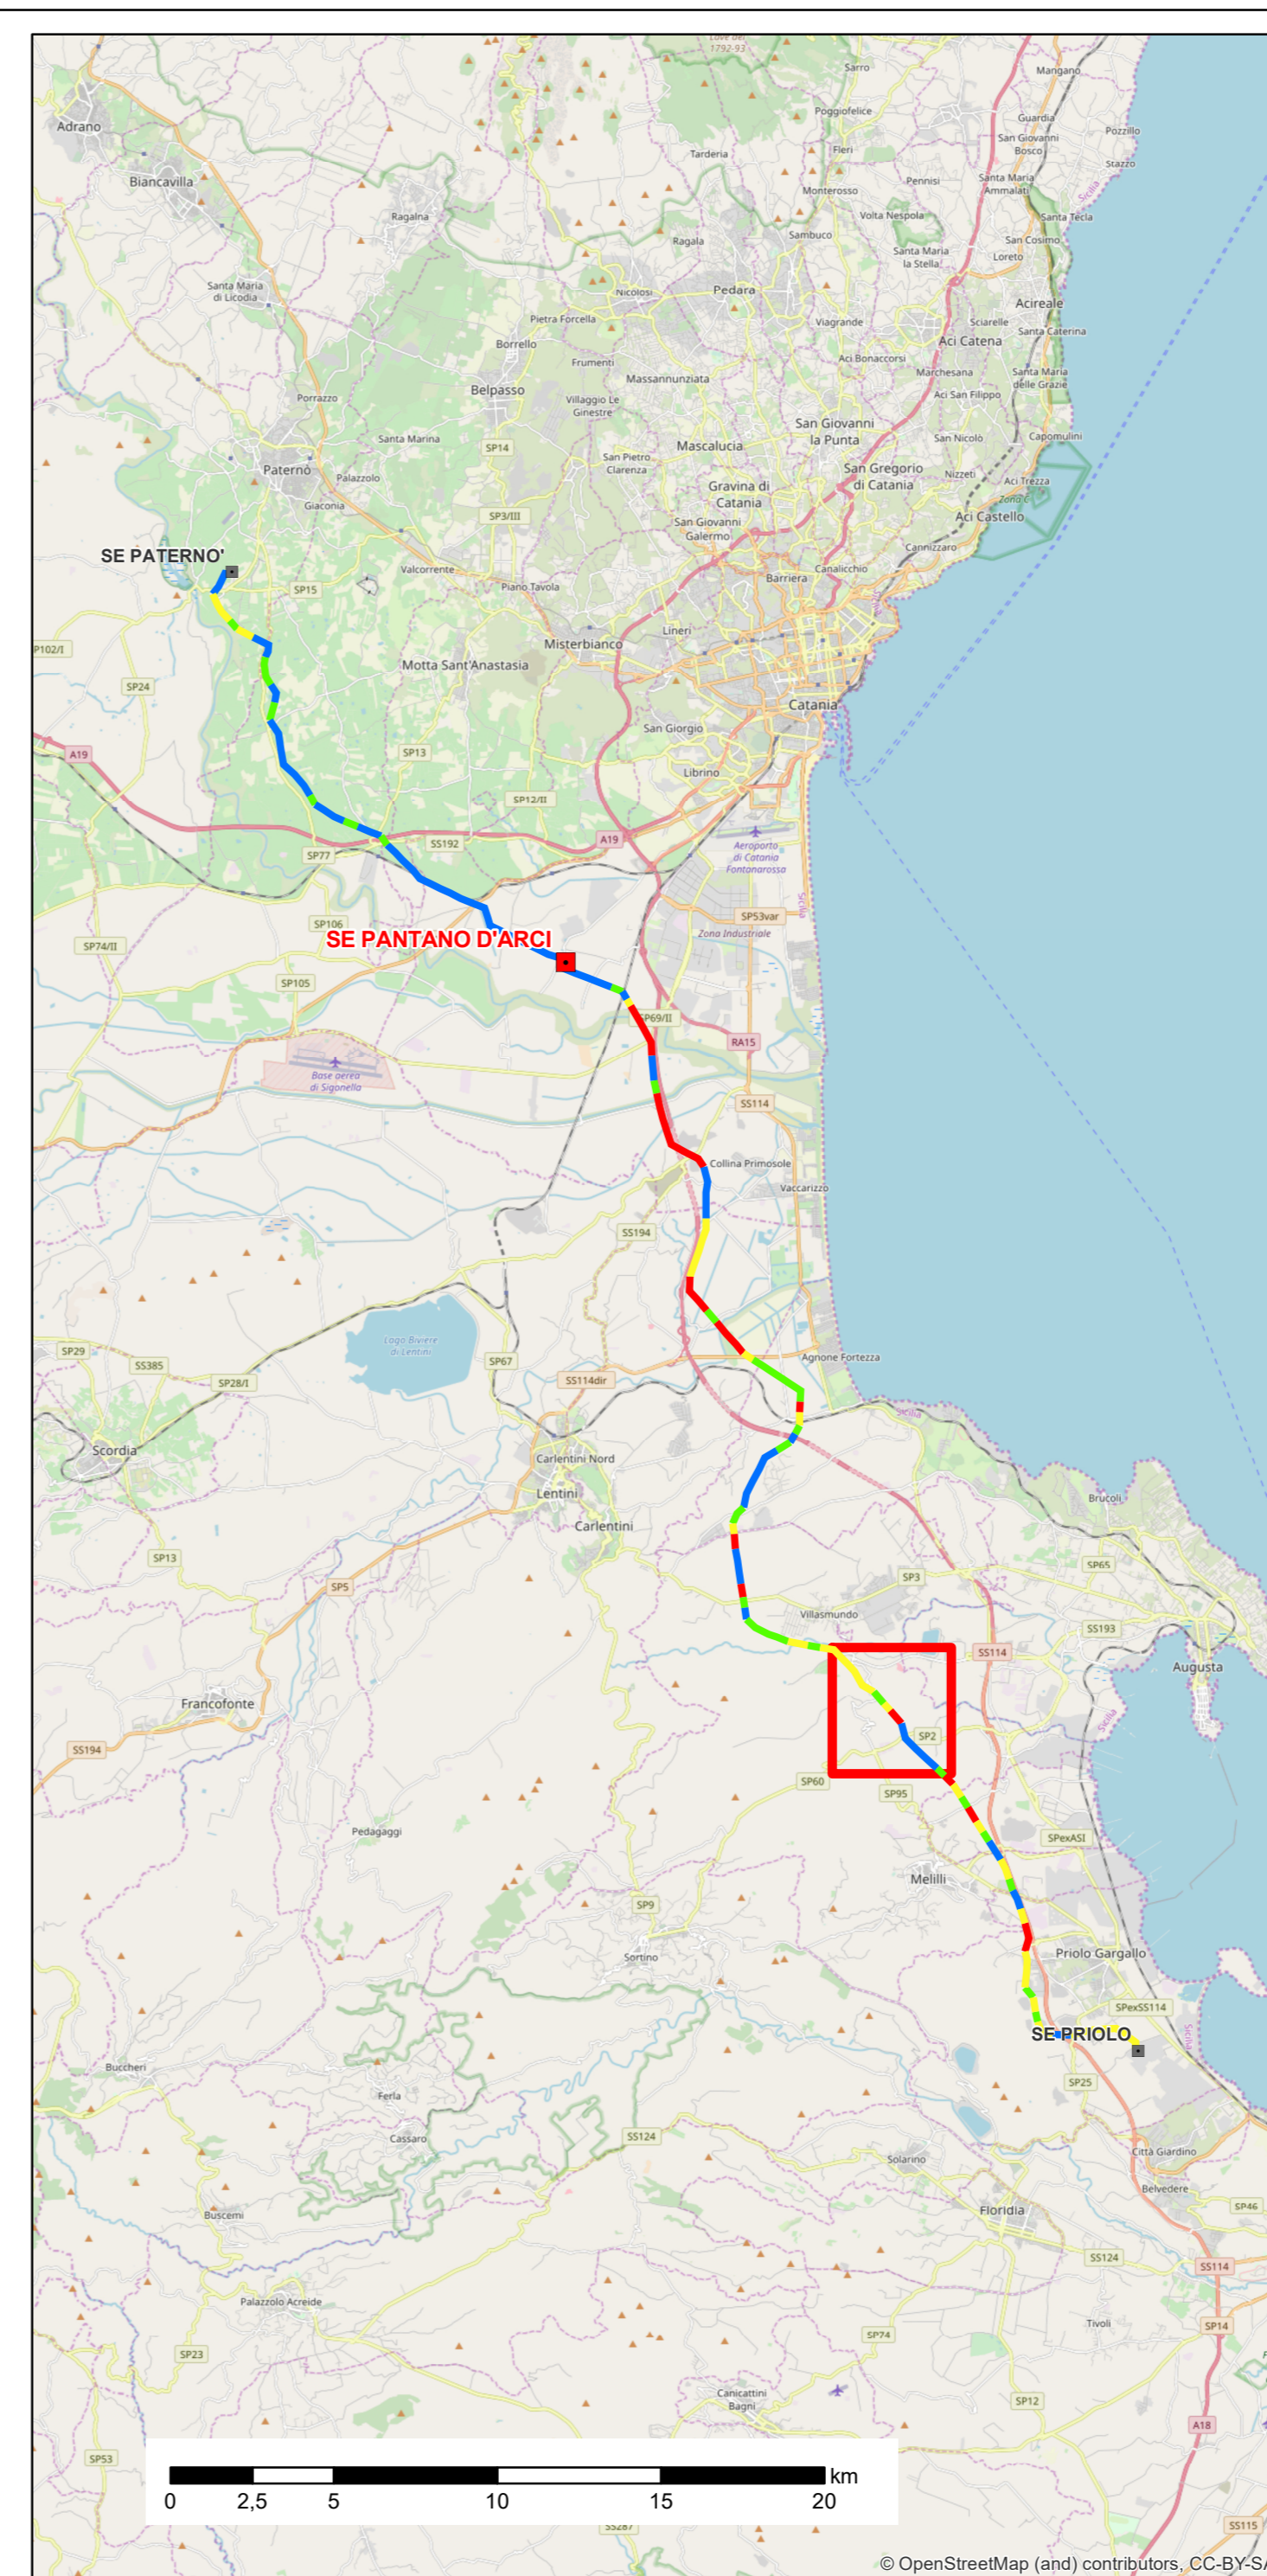 1792-93
Mangano
Sarro
Adrano
Poggiofelice
Guardia
San Giovanni
Bosco
Pozzillo
Fleri
Tarderia
Stazzo
Biancavilla
Pennisi
Santa Maria
Ammalati
Monterosso
Sicilia
Ragalna
Volta Nespola
Santa Tecla
Sambuco
San Cosimo
Ragala
Santa Maria
la Stella
Loreto
Santa Maria
di Licodia
Nicolosi
Pedara
Acireale
Pietra Forcella
Viagrande
Sciarelle
Santa Caterina
Borrello
Aci Catena
Aci Bonaccorsi
Frumenti
Marchesana
Santa Maria
delle Grazie
Massannunziata
Belpasso
Aci San Filippo
Porrazzo
Villaggio Le
Ginestre
San Giovanni
la Punta
Santa Marina
SP14
Mascalucia
San Nicolò
Capomulini
San Pietro
Clarenza
Paternò
Palazzolo
San Gregorio
di Catania
Nizzeti
Aci Trezza
Gravina di
Catania
Zona C
Giaconia
SP3/III
San Giovanni
Galermo
Aci Castello
SE PATERNO'
Cannizzaro
Valcorrente
Canalicchio
Barriera
SP15
Piano Tavola
Sicilia
Lineri
Misterbianco
P102/I
Motta Sant'Anastasia
SP24
Catania
San Giorgio
A19
SP13
Librino
SP12/II
A19
SS192
Aeroporto
di Catania
Fontanarossa
SP77
Sicilia
SP106
SP53var
Zona Industriale
SE PANTANO D'ARCI
SP74/II
SP105
SP69/II
RA15
Base aerea
di Sigonella
SS114
Collina Primosole
Vaccarizzo
SS194
Lago Biviere
di Lentini
SP29
SP67
Agnone Fortezza
SS385
SP28/I
SS114dir
Sicilia
Scordia
Carlentini Nord
Lentini
Brucoli
Carlentini
SP13
SP65
SP5
SP3
Villasmundo
SS193
SS114
Augusta
Francofonte
Sicilia
SP2
SS194
SP60
SP95
Pedagaggi
SPexASI
Melilli
SP9
Sortino
Priolo Gargallo
SPexSS114
SE PRIOLO
Sicilia
Buccheri
SP25
Ferla
SS124
Cassaro
Città Giardino
Solarino
Belvedere
Buscemi
Floridia
SP46
SS124
SS114
Palazzolo Acreide
Tivoli
SP14
SP74
SP23
Canicattini
Bagni
SP12
A18
SP53
km
0 2,5 5 10 15 20
SS287
SS115
© OpenStreetMap (and) contributors, CC-BY-SA